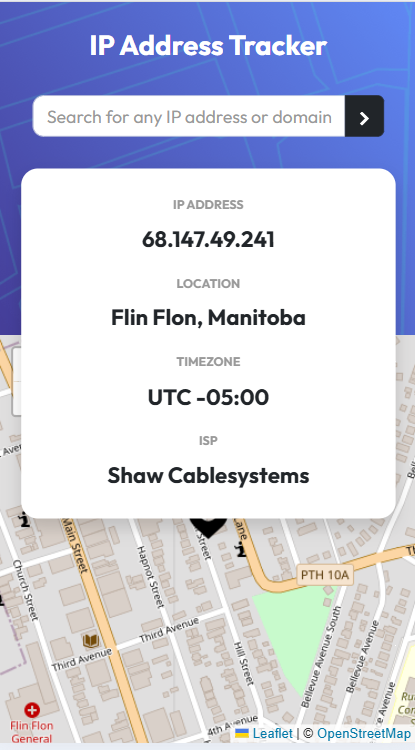 IP Address Tracker
Search for any IP address or domain
IP ADDRESS
68.147.49.241
LOCATION
Flin Flon, Manitoba
TIMEZONE
UTC -05:00
ISP
Shaw Cablesystems
Main Street
Street
Lane
PTH 10A
Church Street
Hapnot Street
Third Avenue
Third Avenue
Hill Street
Bellevue Avenue South
Bellevue Avenue
Flin Flon
General
4th Avenue
Leaflet | © OpenStreetMap